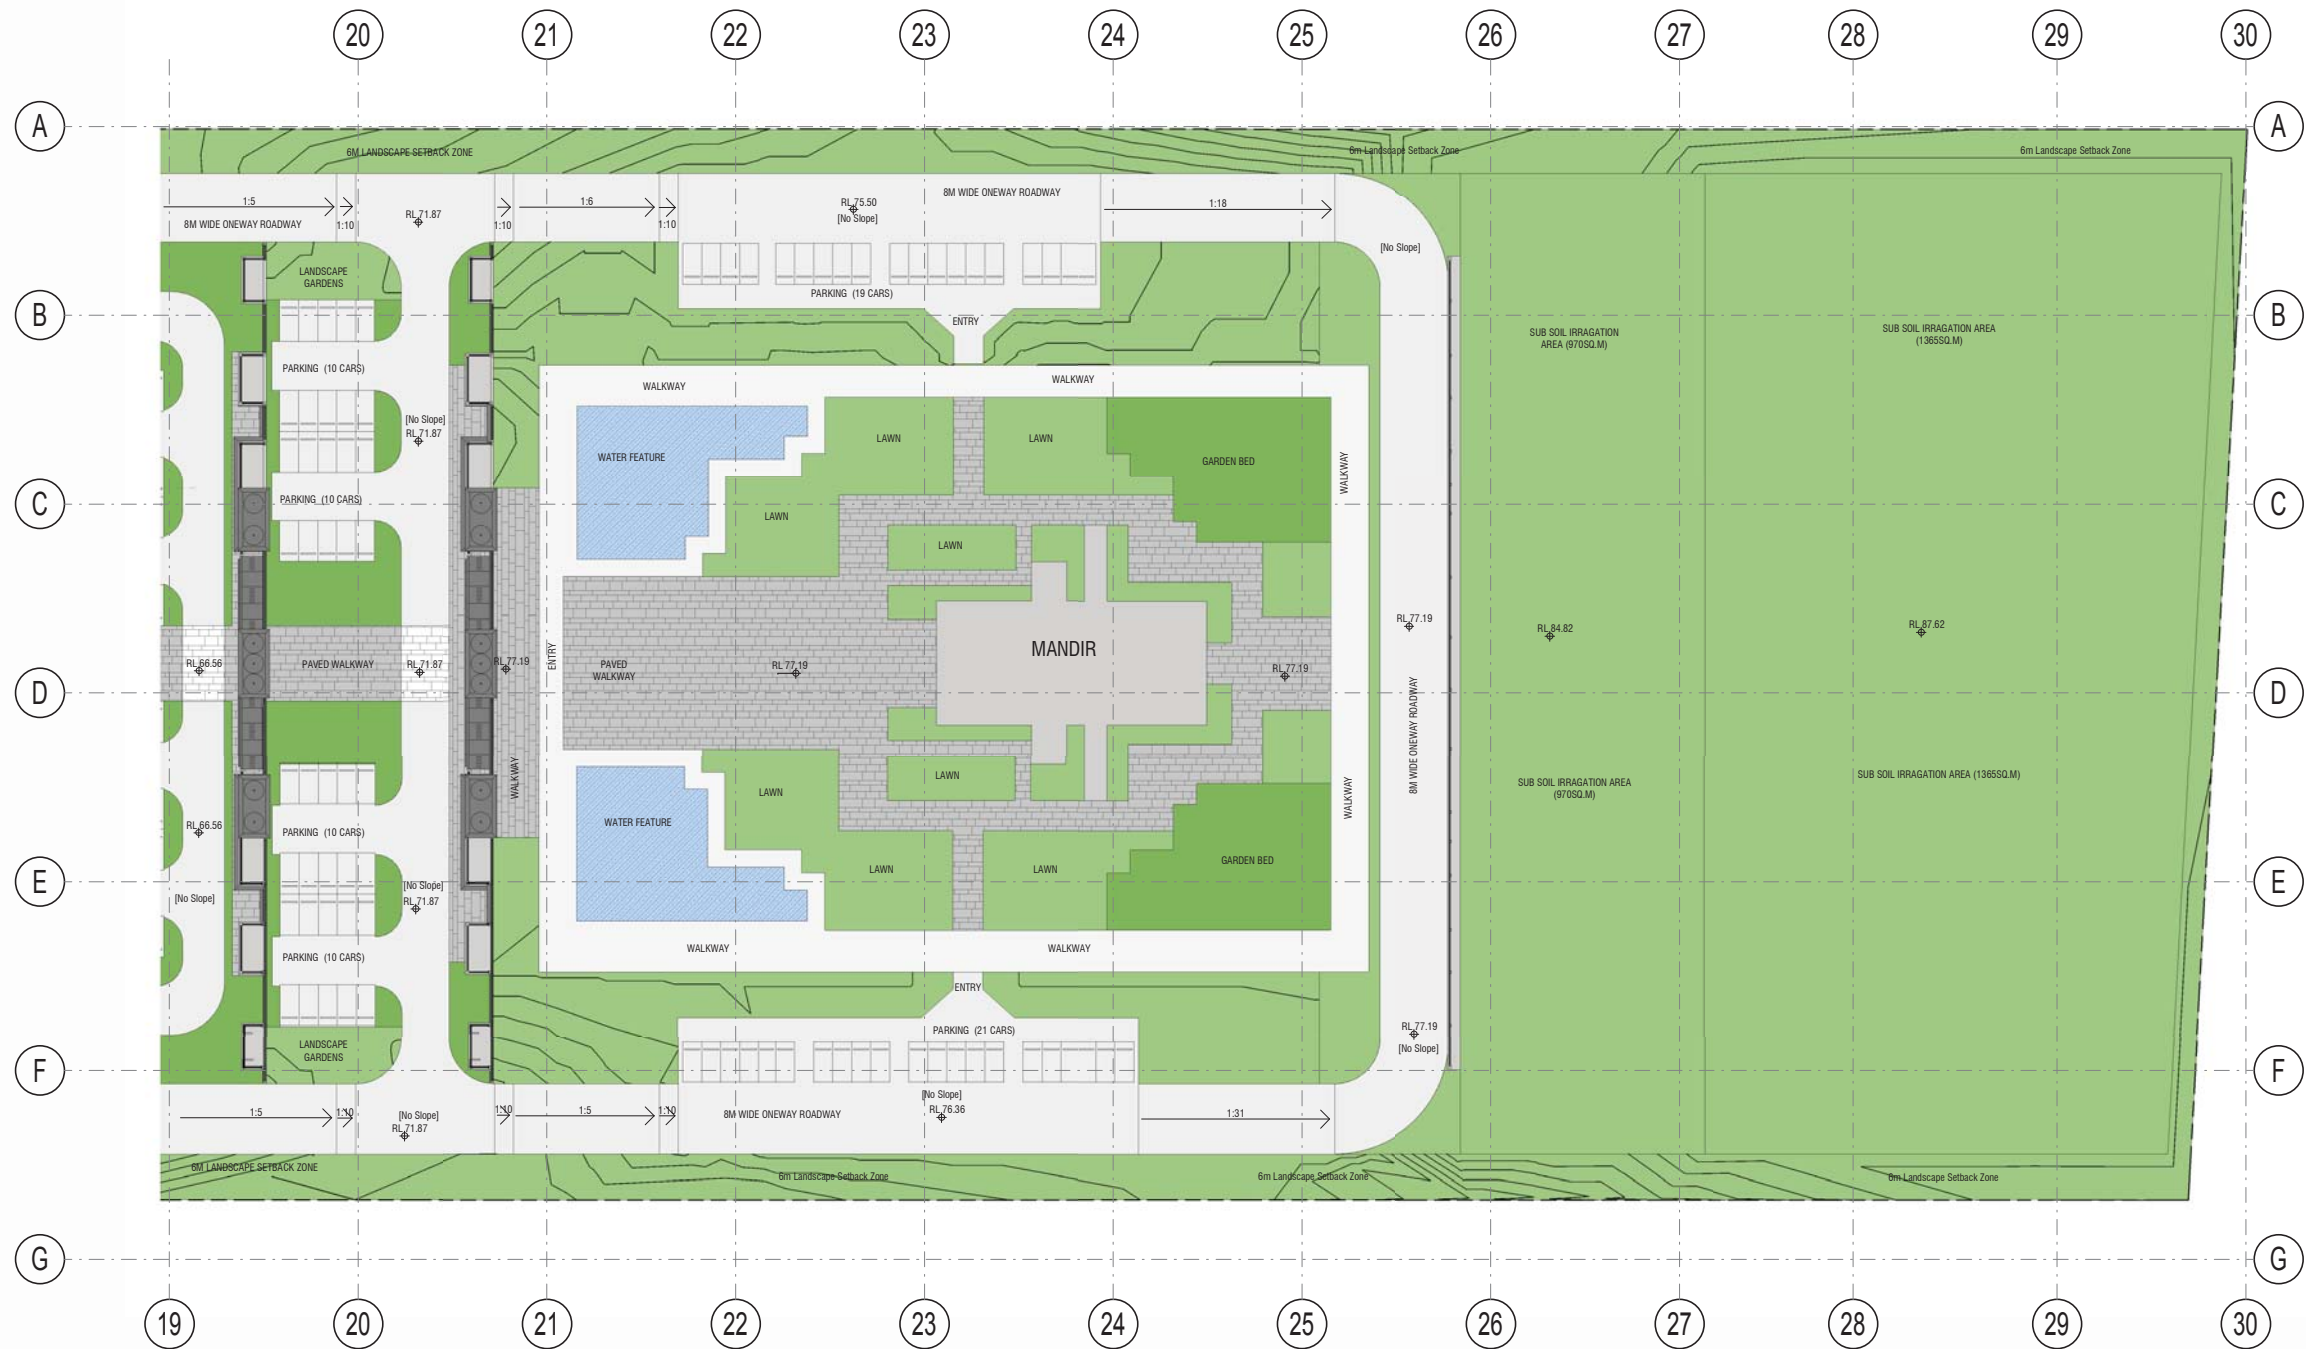 20 21 22 23 24 25 26 27 28 29 30
A A
6M LANDSCAPE SETBACK ZONE
6m Landscape Setback Zone
6m Landscape Setback Zone
1:5
1:10
8M WIDE ONEWAY ROADWAY
RL 71.87
1:10
1:6
1:10
RL 75.50
[No Slope]
8M WIDE ONEWAY ROADWAY
1:18
[No Slope]
LANDSCAPE
GARDENS
PARKING (19 CARS)
B B
ENTRY
SUB SOIL IRRAGATION
AREA (970SQ.M)
SUB SOIL IRRAGATION AREA
(1365SQ.M)
PARKING (10 CARS)
WALKWAY
WALKWAY
[No Slope]
RL 71.87
WATER FEATURE
LAWN
LAWN
GARDEN BED
WALKWAY
PARKING (10 CARS)
C C
LAWN
LAWN
RL 77.19
RL 84.82
RL 87.62
RL 66.56
PAVED WALKWAY
RL 71.87
RL 77.19
ENTRY
PAVED
WALKWAY
RL 77.19
MANDIR
RL 77.19
D D
8M WIDE ONEWAY ROADWAY
WALKWAY
LAWN
LAWN
WALKWAY
SUB SOIL IRRAGATION AREA
(970SQ.M)
SUB SOIL IRRAGATION AREA (1365SQ.M)
RL 66.56
PARKING (10 CARS)
WATER FEATURE
LAWN
LAWN
GARDEN BED
E E
[No Slope]
[No Slope]
RL 71.87
PARKING (10 CARS)
WALKWAY
WALKWAY
ENTRY
PARKING (21 CARS)
RL 77.19
[No Slope]
LANDSCAPE
GARDENS
F F
1:5
1:10
[No Slope]
RL 71.87
1:10
1:5
1:10
8M WIDE ONEWAY ROADWAY
[No Slope]
RL 76.36
1:31
6M LANDSCAPE SETBACK ZONE
6m Landscape Setback Zone
6m Landscape Setback Zone
6m Landscape Setback Zone
G G
19 20 21 22 23 24 25 26 27 28 29 30